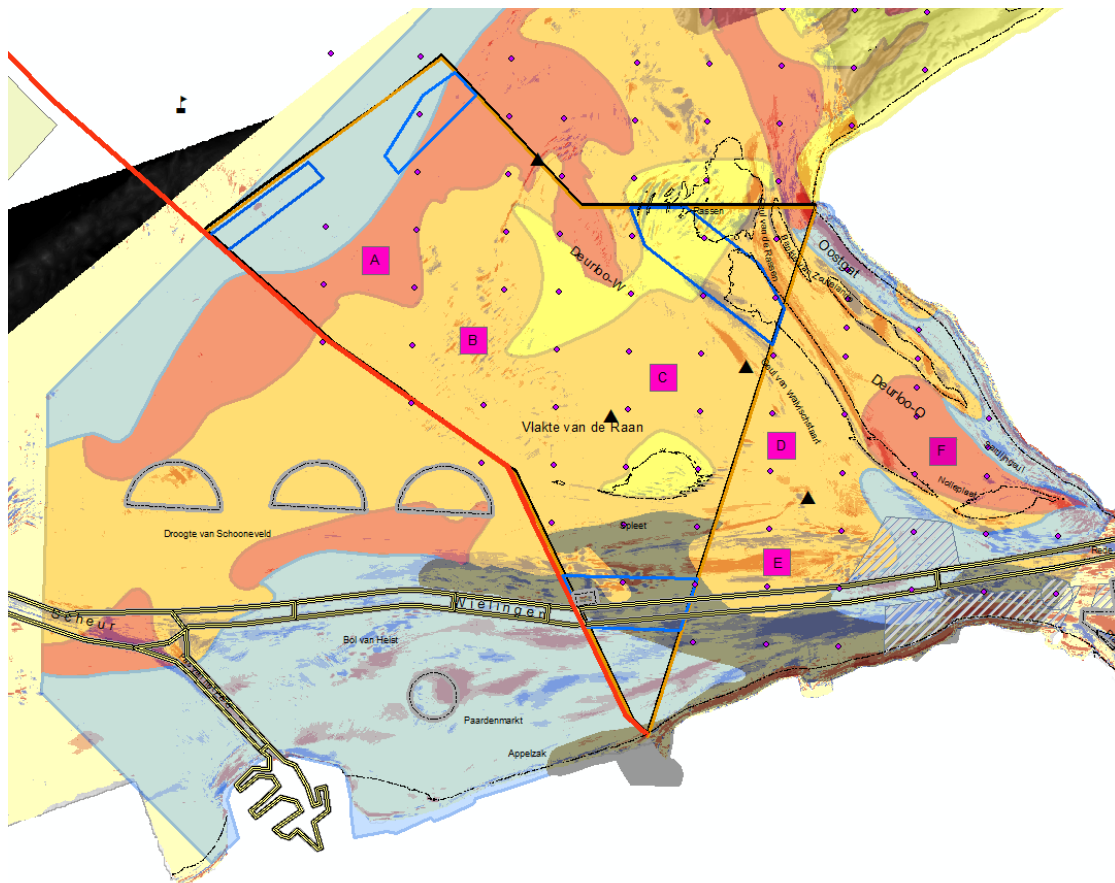 Rassen
Geul van de Rassen
Oostgat
Deurloo-W
A
B
C
Deurloo-O
Geul van Walvischstaart
Vlakte van de Raan
D
F
Sardijngeul
Nolleplaat
Droogte van Schooneveld
Spleet
E
Wielingen
Scheur
Bol van Heist
Paardenmarkt
Appelzak